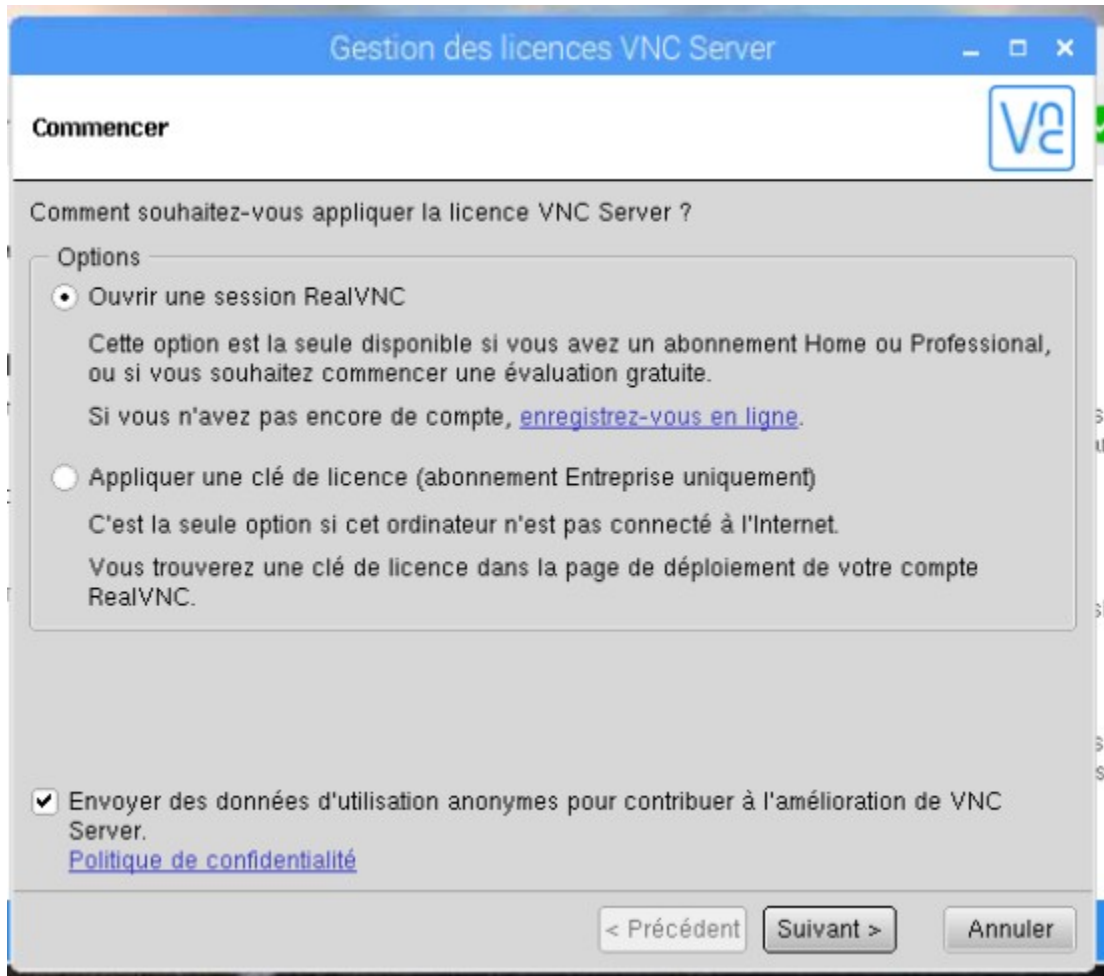 Gestion des licences VNC Server
Commencer
Comment souhaitez-vous appliquer la licence VNC Server ?
Options
Ouvrir une session RealVNC
Cette option est la seule disponible si vous avez un abonnement Home ou Professional,
ou si vous souhaitez commencer une évaluation gratuite.
Si vous n'avez pas encore de compte, enregistrez-vous en ligne.
Appliquer une clé de licence (abonnement Entreprise uniquement)
C'est la seule option si cet ordinateur n'est pas connecté à l'Internet.
Vous trouverez une clé de licence dans la page de déploiement de votre compte
RealVNC.
Envoyer des données d'utilisation anonymes pour contribuer à l'amélioration de VNC
Server.
Politique de confidentialité
< Précédent Suivant > Annuler